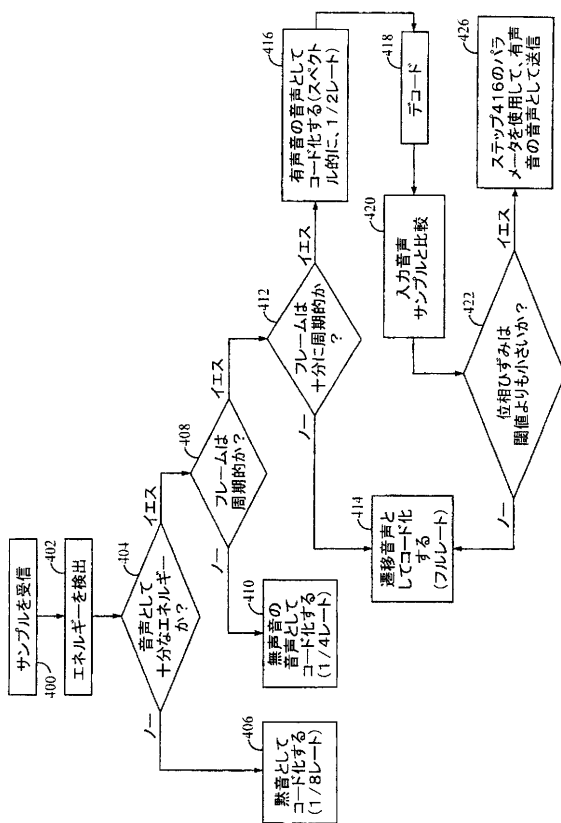 サンプルを受信
400
エネルギーを検出
402
音声として
十分なエネルギー
か？
404
ノー
イエス
黙音として
コード化する
(1/8レート)
406
フレームは
周期的か？
408
ノー
イエス
無声音の
音声として
コード化する
(1/4レート)
410
フレームは
十分に周期的か
？
412
ノー
イエス
遷移音声と
してコード化
する
(フルレート)
414
有声音の音声として
コード化する(スペクト
ル的に、1/2レート)
416
デコード
418
入力音声
サンプルと比較
420
位相ひずみは
閾値よりも小さいか？
422
ノー
イエス
ステップ416のパラ
メータを使用して、有声
音の音声として送信
426